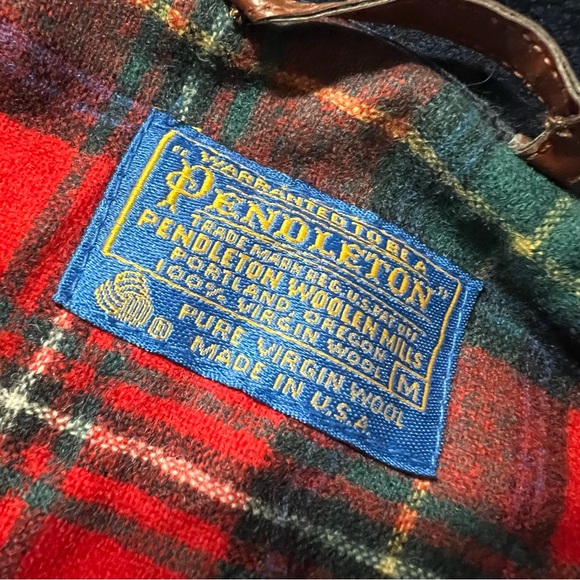 "WARRANTED TO BE A
PENDLETON"
TRADE MARK REG. U.S. PAT. OFF.
PENDLETON WOOLEN MILLS
PORTLAND, OREGON
100% VIRGIN WOOL
M
PURE VIRGIN WOOL
MADE IN U.S.A